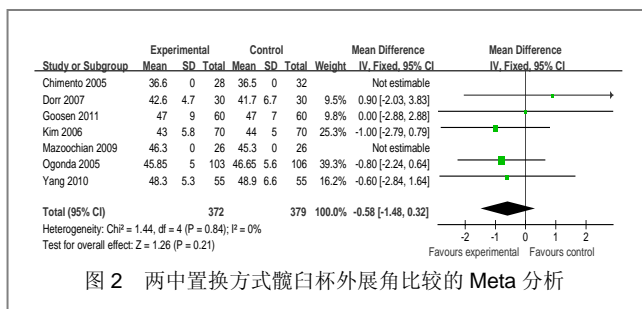 Experimental Control Mean Difference Mean Difference
Study or Subgroup Mean SD Total Mean SD Total Weight IV, Fixed, 95% CI IV, Fixed, 95% CI
Chimento 2005 36.6 0 28 36.5 0 32 Not estimable
Dorr 2007 42.6 4.7 30 41.7 6.7 30 9.5% 0.90 [-2.03, 3.83]
Goosen 2011 47 9 60 47 7 60 9.8% 0.00 [-2.88, 2.88]
Kim 2006 43 5.8 70 44 5 70 25.3% -1.00 [-2.79, 0.79]
Mazoochian 2009 46.3 0 26 45.3 0 26 Not estimable
Ogonda 2005 45.85 5 103 46.65 5.6 106 39.3% -0.80 [-2.24, 0.64]
Yang 2010 48.3 5.3 55 48.9 6.6 55 16.2% -0.60 [-2.84, 1.64]
Total (95% CI) 372 379 100.0% -0.58 [-1.48, 0.32]
Heterogeneity: Chi² = 1.44, df = 4 (P = 0.84); I² = 0%
Test for overall effect: Z = 1.26 (P = 0.21)
-2 -1 0 1 2
Favours experimental Favours control
图 2 两中置换方式髋臼杯外展角比较的 Meta 分析